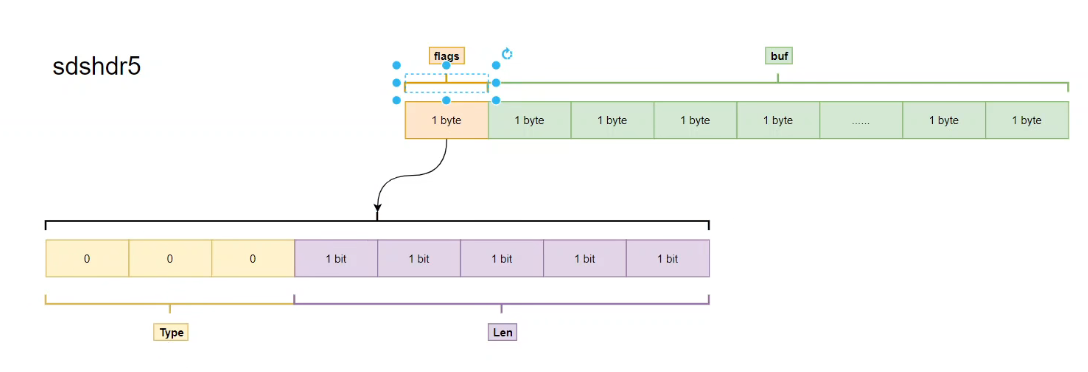 sdshdr5
flags
buf
1 byte
1 byte
1 byte
1 byte
1 byte
......
1 byte
1 byte
0
0
0
1 bit
1 bit
1 bit
1 bit
1 bit
Type
Len